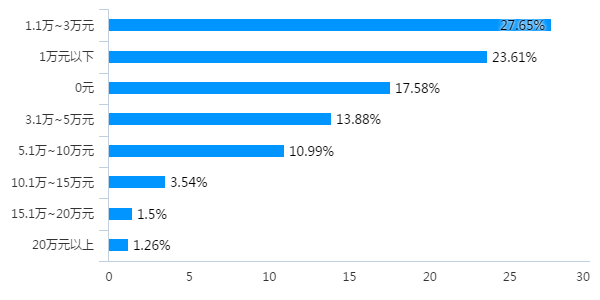 1.1万~3万元 27.65%
1万元以下 23.61%
0元 17.58%
3.1万~5万元 13.88%
5.1万~10万元 10.99%
10.1万~15万元 3.54%
15.1万~20万元 1.5%
20万元以上 1.26%
0 5 10 15 20 25 30